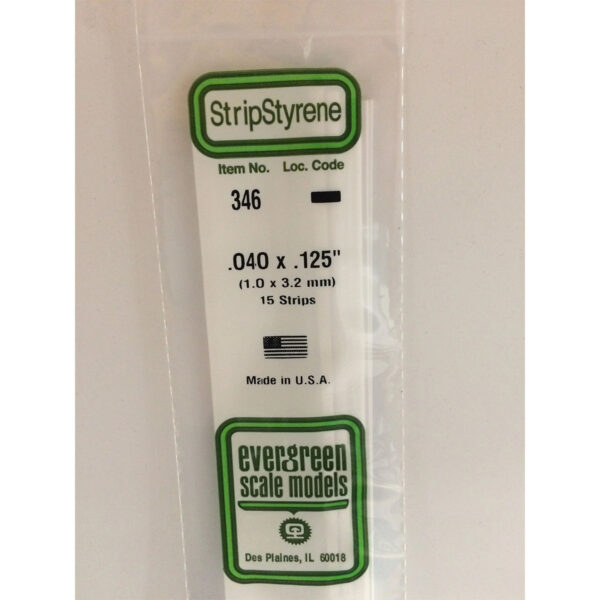 StripStyrene
Item No. Loc. Code
346
.040 x .125"
(1.0 x 3.2 mm)
15 Strips
Made in U.S.A.
evergreen
scale models
Des Plaines, IL 60018